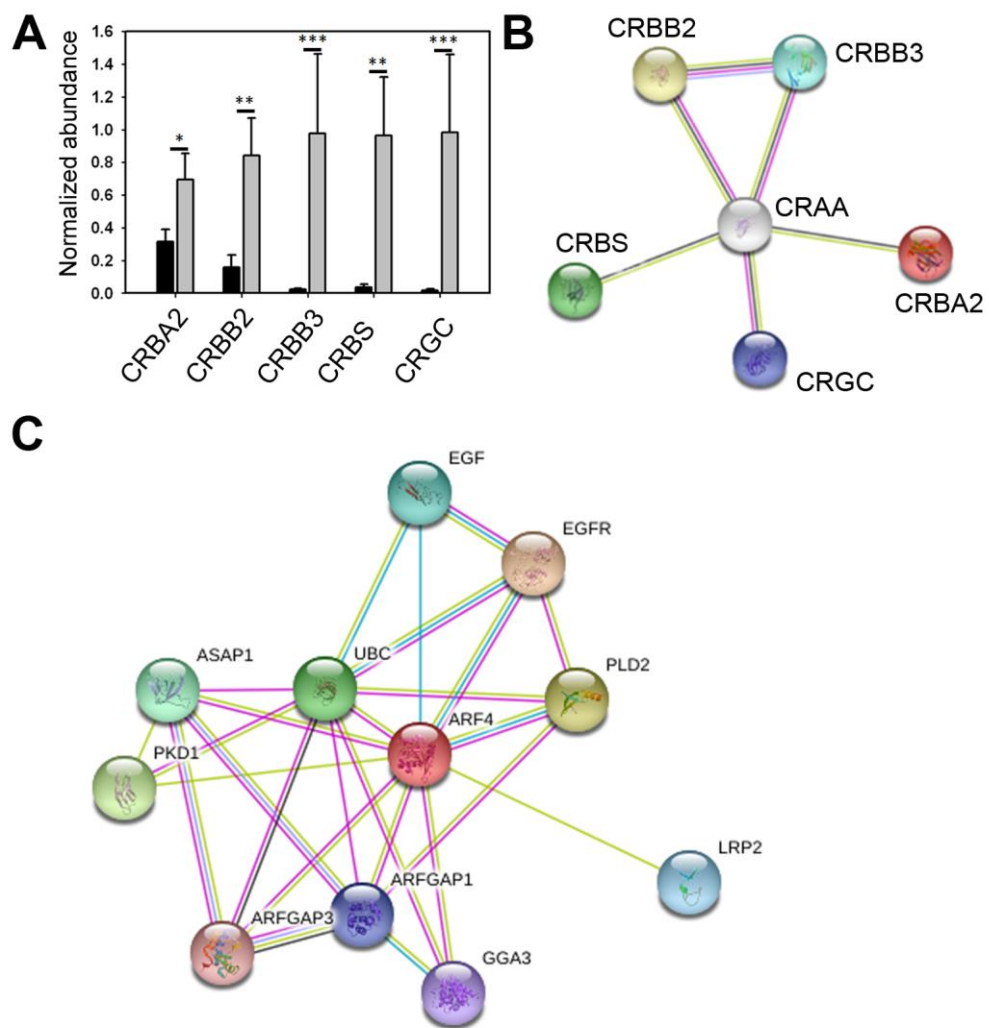 A
Normalized abundance
1.6
1.4
1.2
1.0
0.8
0.6
0.4
0.2
0.0
*
**
***
**
***
CRBA2
CRBB2
CRBB3
CRBS
CRGC
B
CRBB2
CRBB3
CRAA
CRBS
CRBA2
CRGC
C
EGF
EGFR
ASAP1
UBC
PLD2
ARF4
PKD1
LRP2
ARFGAP1
ARFGAP3
GGA3